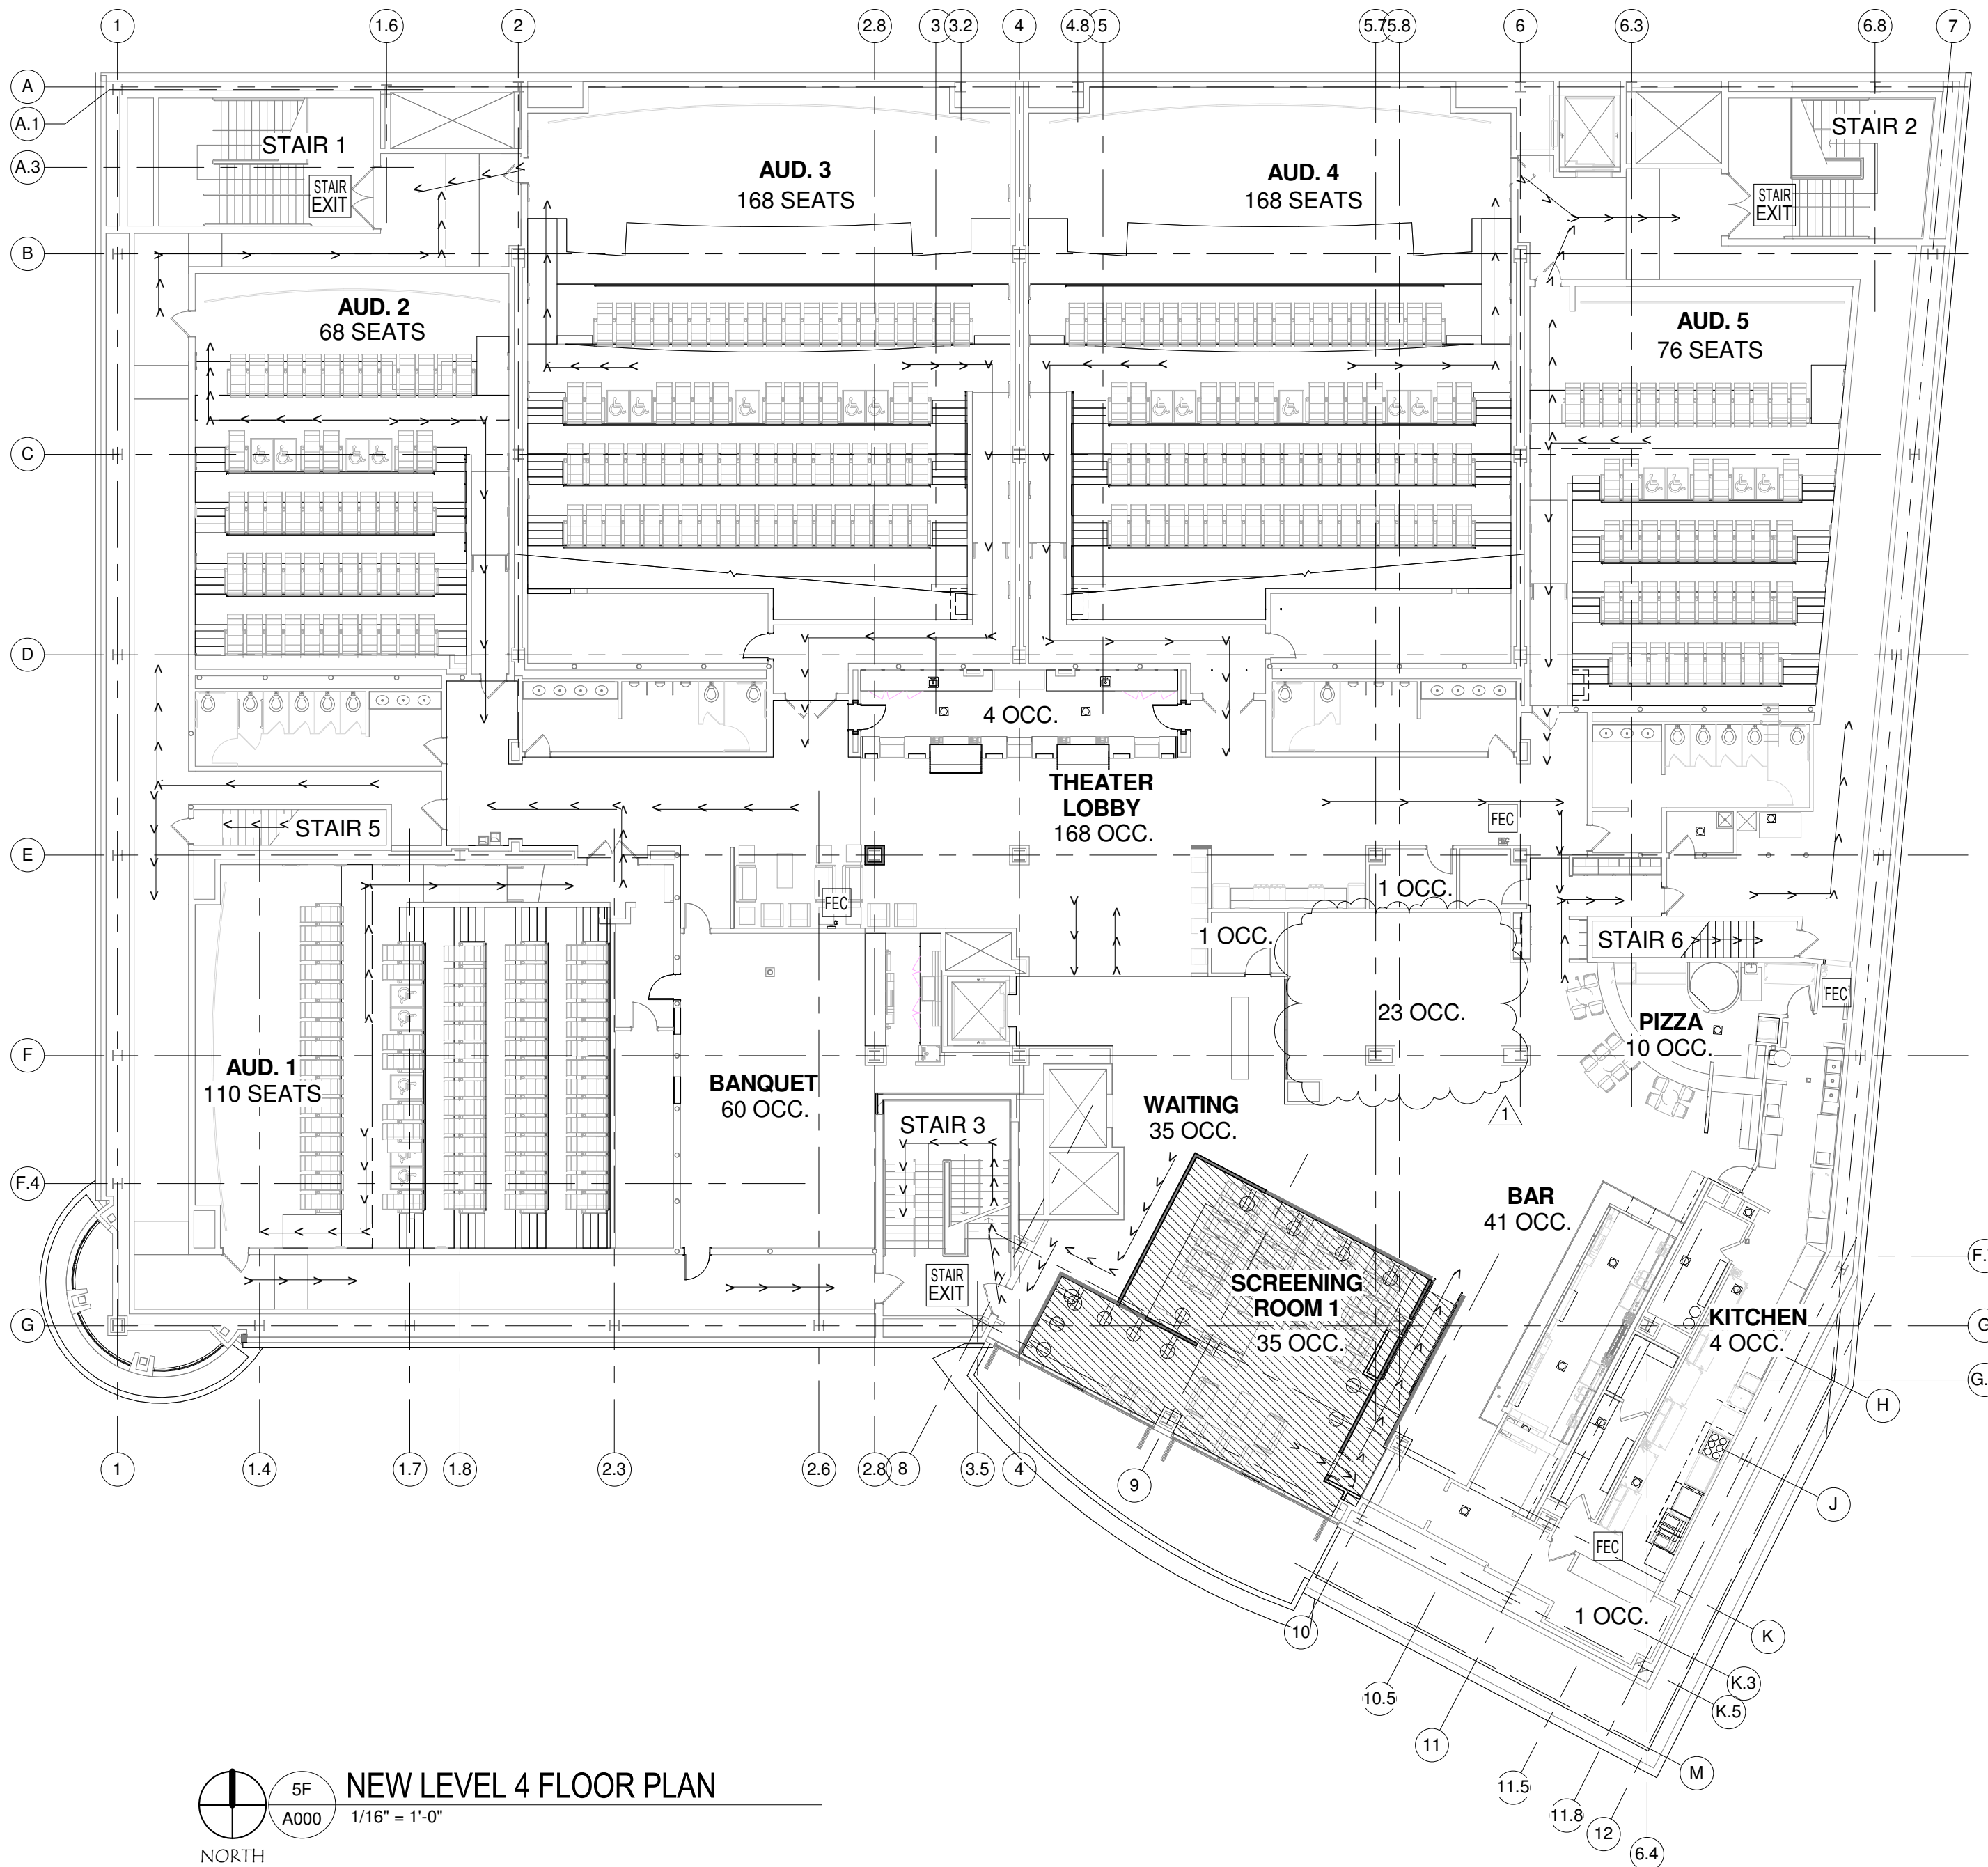 1 1.6 2 2.8 3 3.2 4 4.8 5 5.7 5.8 6 6.3 6.8 7
A
A.1
A.3
B
C
D
E
F
F.4
G
STAIR 1
STAIR
EXIT
STAIR 2
STAIR
EXIT
AUD. 3
168 SEATS
AUD. 4
168 SEATS
AUD. 2
68 SEATS
AUD. 5
76 SEATS
4 OCC.
THEATER
LOBBY
168 OCC.
FEC
FEC
STAIR 5
FEC
1 OCC.
1 OCC.
STAIR 6
23 OCC.
1
FEC
PIZZA
10 OCC.
AUD. 1
110 SEATS
BANQUET
60 OCC.
STAIR 3
WAITING
35 OCC.
BAR
41 OCC.
STAIR
EXIT
SCREENING
ROOM 1
35 OCC.
KITCHEN
4 OCC.
FEC
1 OCC.
H
J
K
K.3
K.5
M
1 1.4 1.7 1.8 2.3 2.6 2.8 8 3.5 4 9
10 10.5 11 11.5 11.8 12 6.4
5F
A000
NEW LEVEL 4 FLOOR PLAN
1/16" = 1'-0"
NORTH